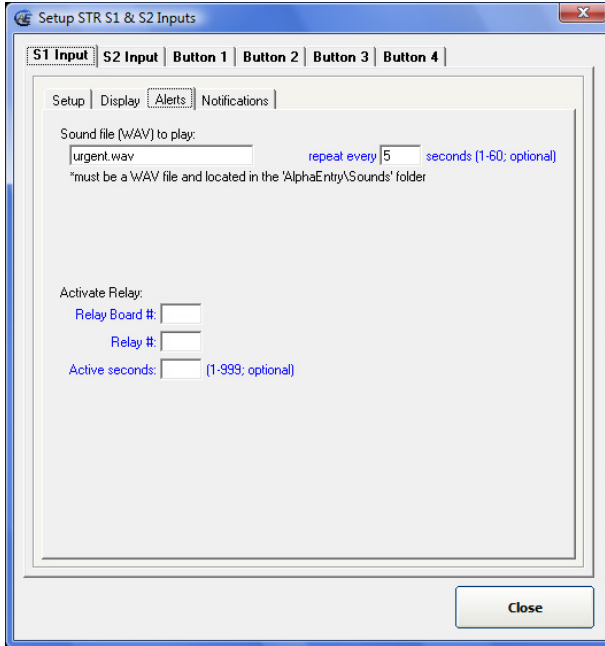 Setup STR S1 & S2 Inputs
S1 Input S2 Input Button 1 Button 2 Button 3 Button 4
Setup Display Alerts Notifications
Sound file (WAV) to play:
urgent.wav repeat every 5 seconds (1-60; optional)
*must be a WAV file and located in the 'AlphaEntry\Sounds' folder
Activate Relay:
Relay Board #:
Relay #:
Active seconds: (1-999; optional)
Close